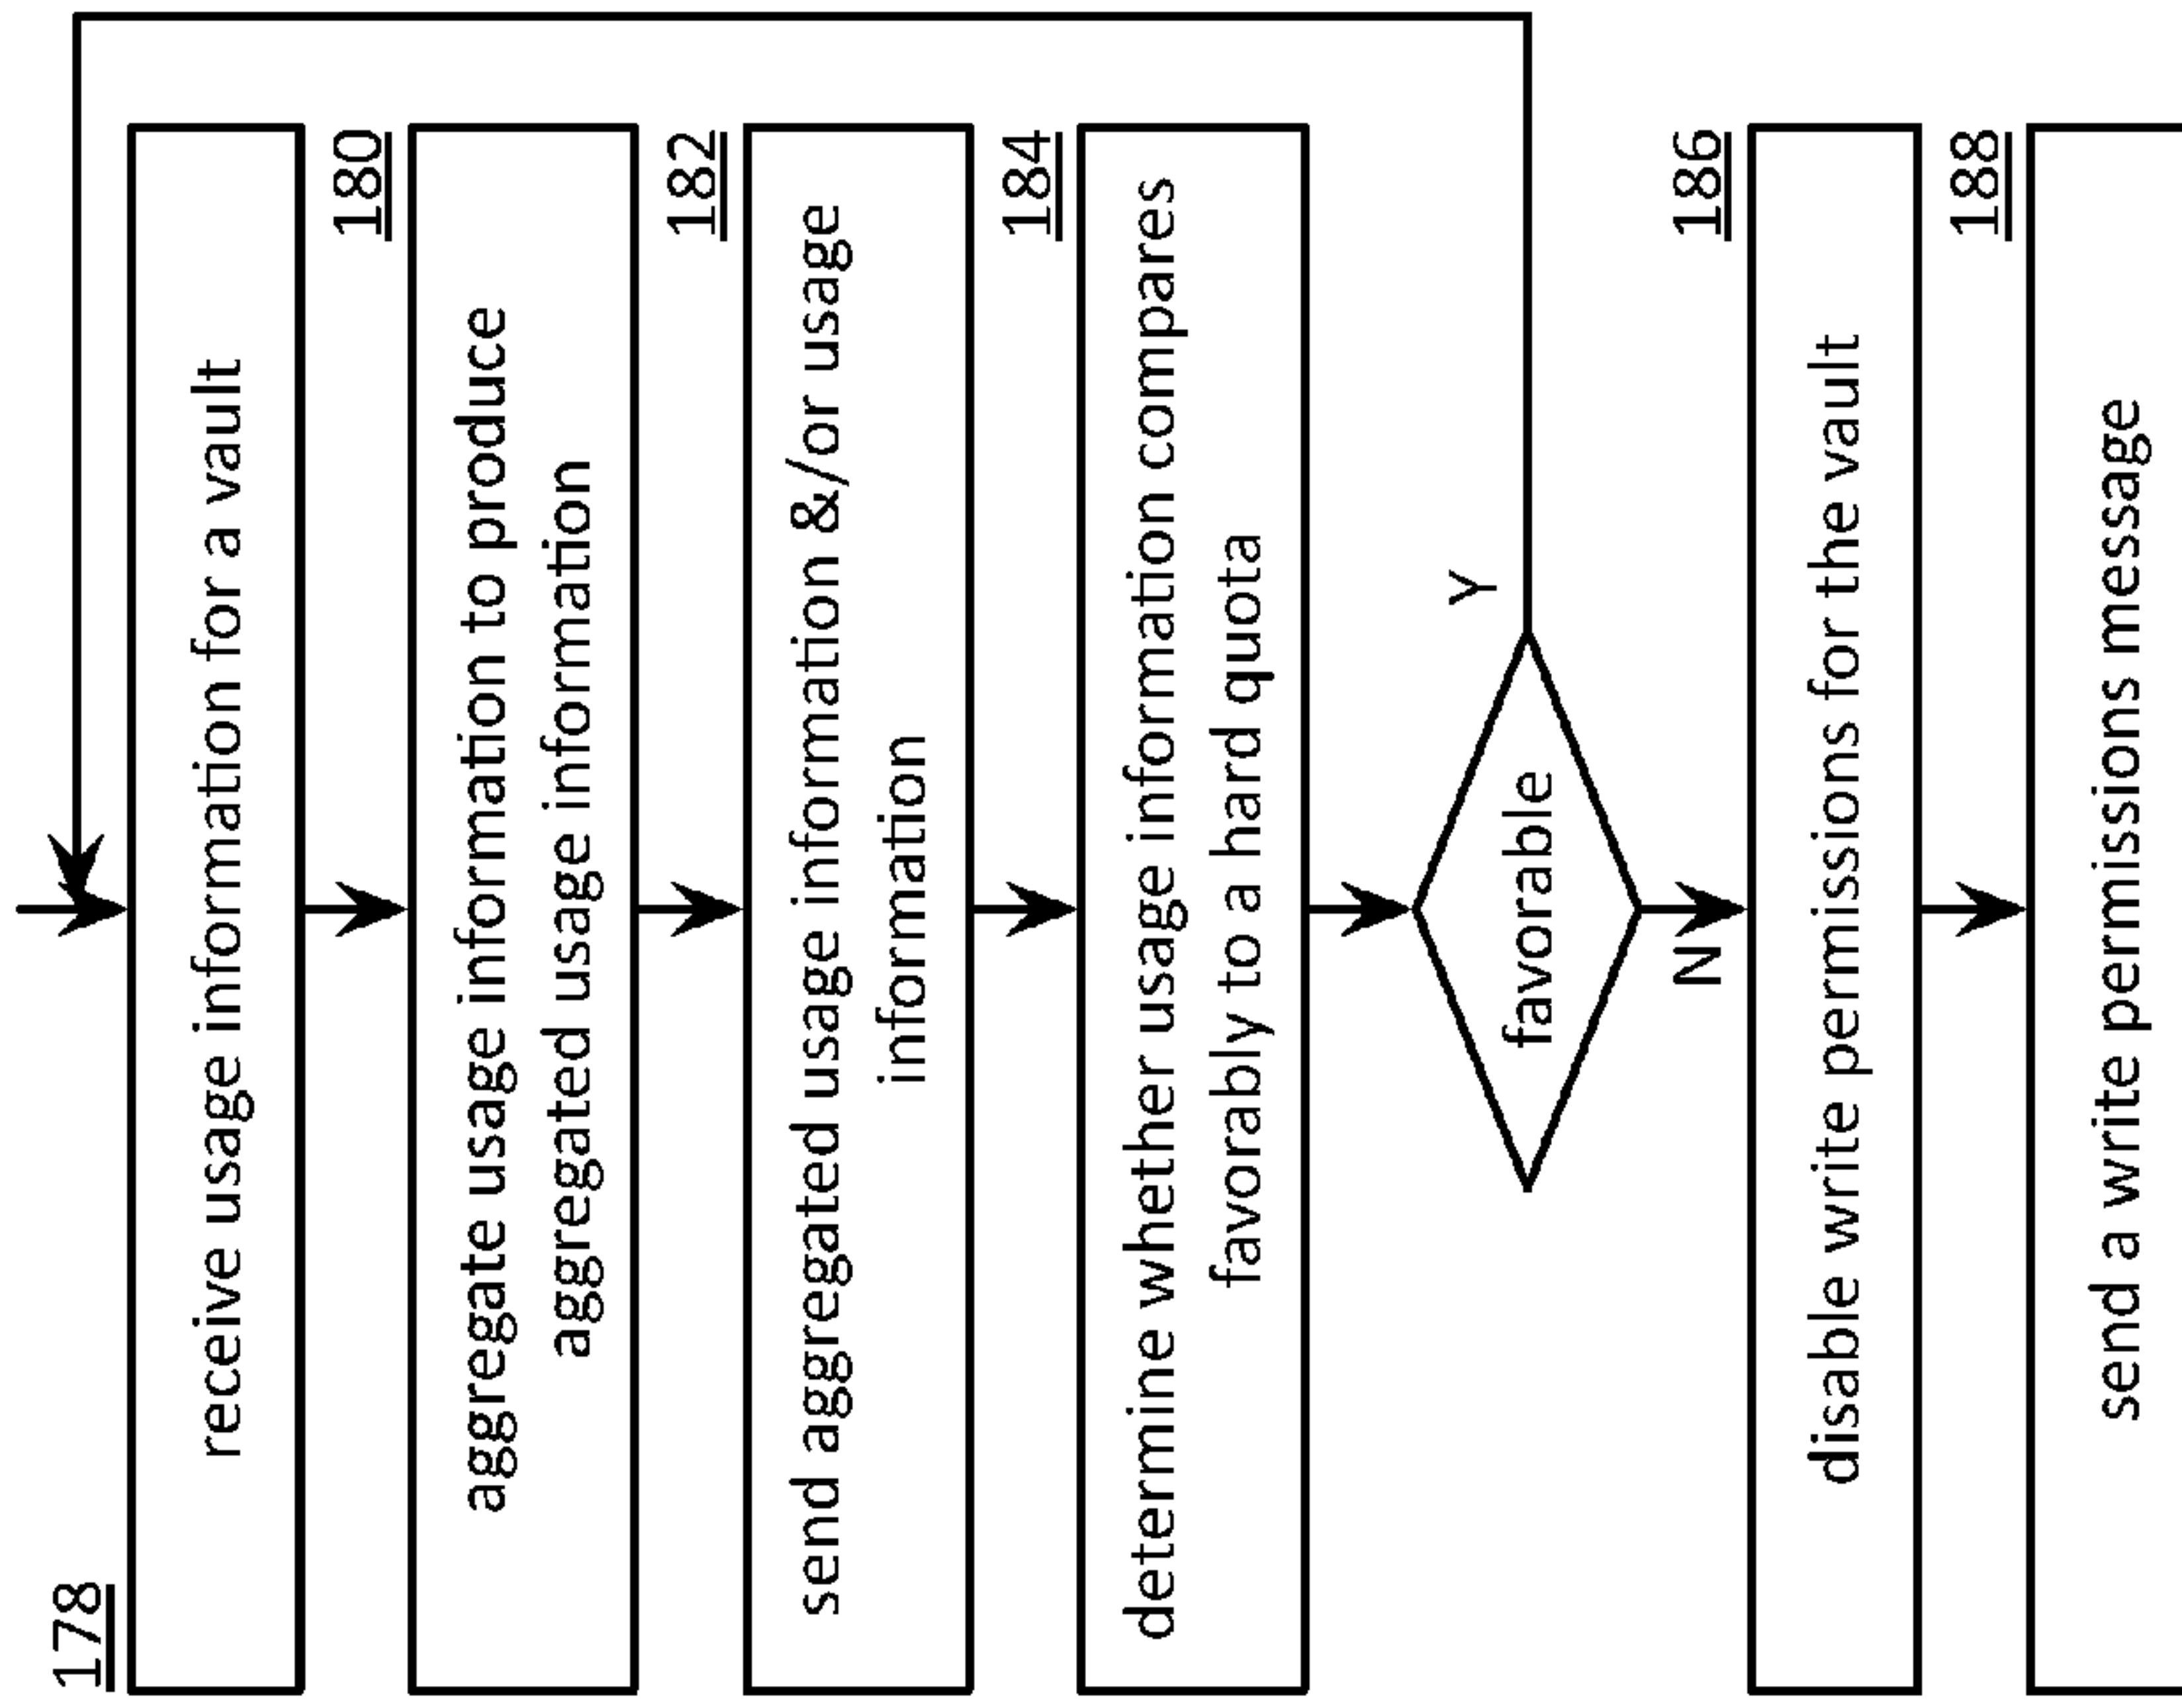 178
receive usage information for a vault
180
aggregate usage information to produce
aggregated usage information
182
send aggregated usage information &/or usage
information
184
determine whether usage information compares
favorably to a hard quota
favorable
Y
N
186
disable write permissions for the vault
188
send a write permissions message